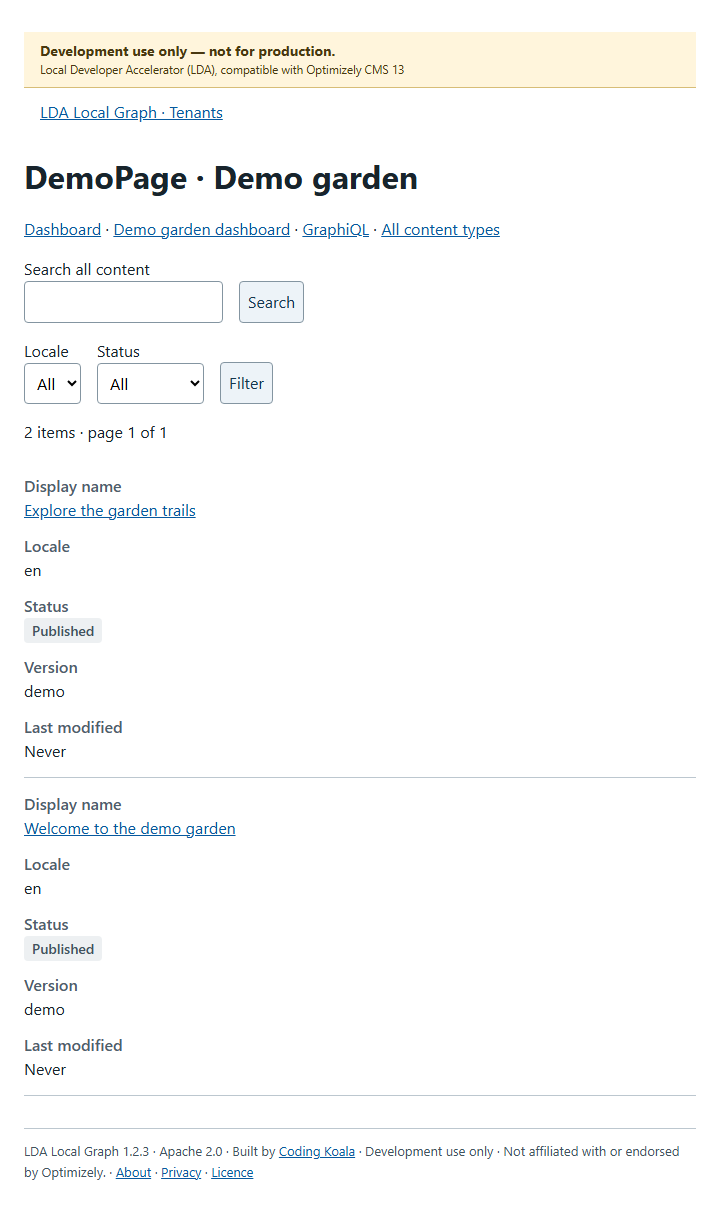 Development use only — not for production.
Local Developer Accelerator (LDA), compatible with Optimizely CMS 13
LDA Local Graph · Tenants
DemoPage · Demo garden
Dashboard · Demo garden dashboard · GraphiQL · All content types
Search all content
Search
Locale Status
All All Filter
2 items · page 1 of 1
Display name
Explore the garden trails
Locale
en
Status
Published
Version
demo
Last modified
Never
Display name
Welcome to the demo garden
Locale
en
Status
Published
Version
demo
Last modified
Never
LDA Local Graph 1.2.3 · Apache 2.0 · Built by Coding Koala · Development use only · Not affiliated with or endorsed
by Optimizely. · About · Privacy · Licence